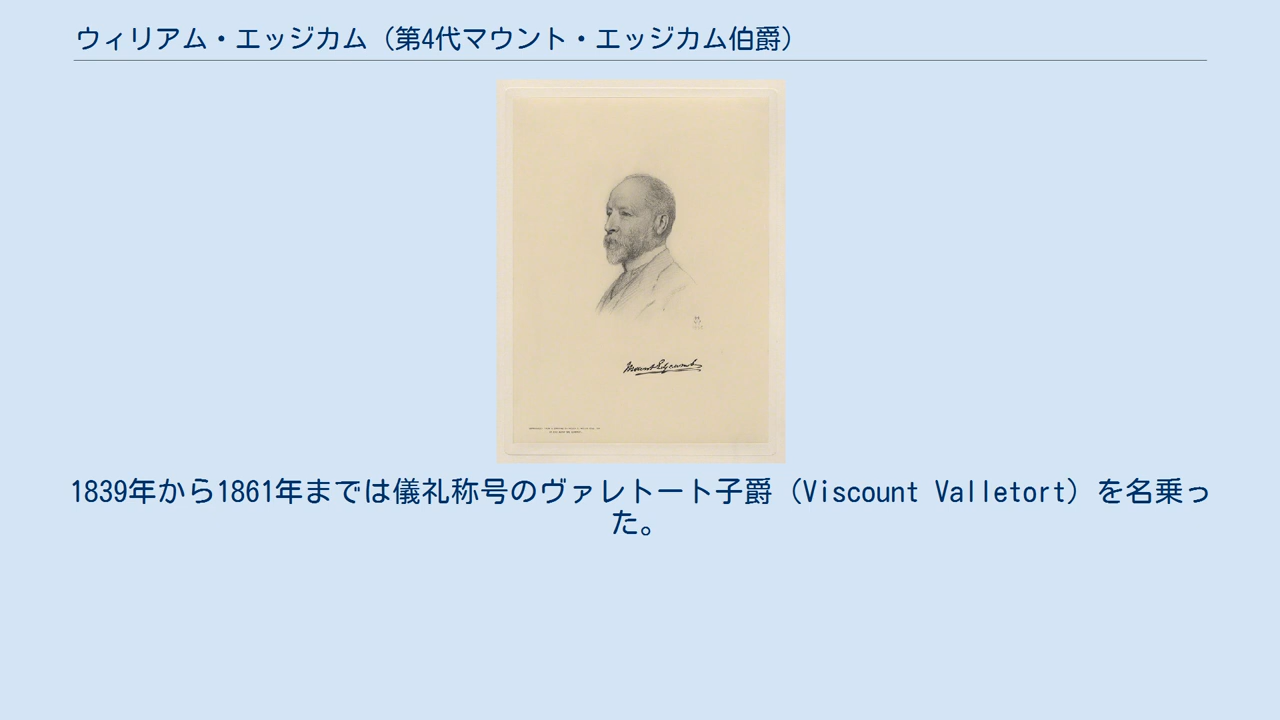 ウィリアム・エッジカム（第4代マウント・エッジカム伯爵）
Mount Edgcumbe
1839年から1861年までは儀礼称号のヴァレトート子爵（Viscount Valletort）を名乗っ
た。